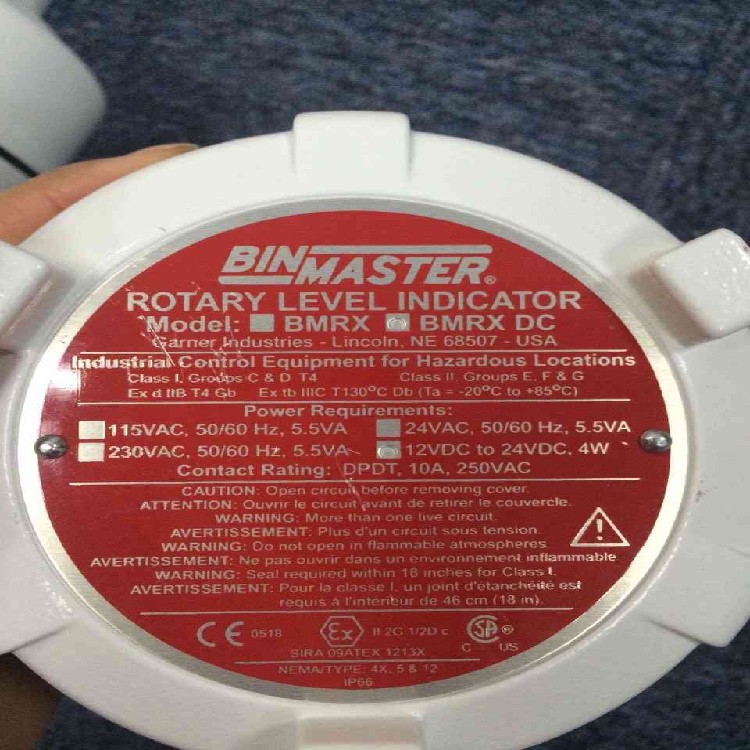 BINMASTER®
ROTARY LEVEL INDICATOR
Model: BMRX BMRX DC
Garner Industries - Lincoln, NE 68507 - USA
Industrial Control Equipment for Hazardous Locations
Class I, Groups C & D T4 Class II, Groups E, F & G
Ex d IIB T4 Gb Ex tb IIIC T130°C Db (Ta = -20°C to +85°C)
Power Requirements:
115VAC, 50/60 Hz, 5.5VA 24VAC, 50/60 Hz, 5.5VA
230VAC, 50/60 Hz, 5.5VA 12VDC to 24VDC, 4W
Contact Rating: DPDT, 10A, 250VAC
CAUTION: Open circuit before removing cover.
ATTENTION: Ouvrir le circuit avant de retirer le couvercle.
WARNING: More than one live circuit.
AVERTISSEMENT: Plus d'un circuit sous tension.
WARNING: Do not open in flammable atmospheres
AVERTISSEMENT: Ne pas ouvrir dans un environnement inflammable
WARNING: Seal required within 18 inches for Class I.
AVERTISSEMENT: Pour la classe I, un joint d'étanchéité est
requis à l'interieur de 46 cm (18 in).
CE 0518 Ex II 2G 1/2D c SA ® C US
SIRA 09ATEX 1213X
NEMA/TYPE: 4X, 5 & 12
IP66